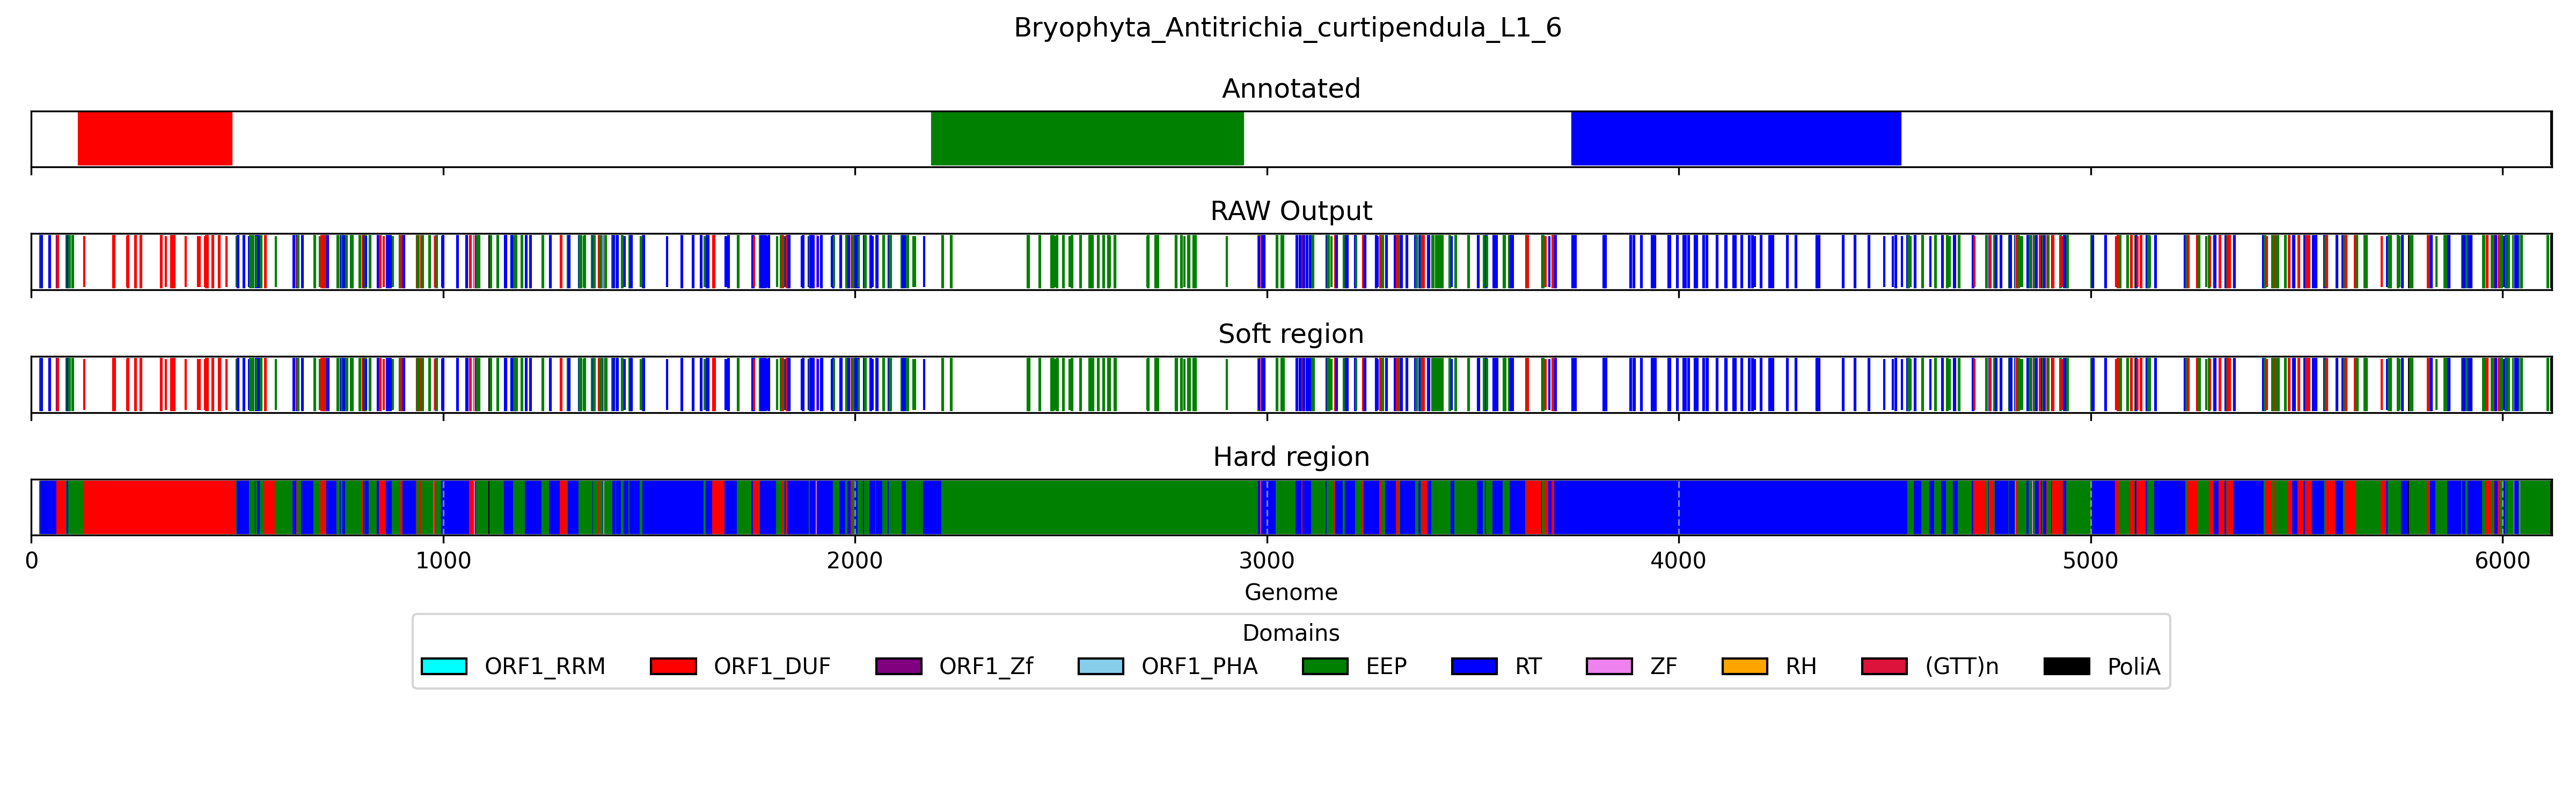 Bryophyta_Antitrichia_curtipendula_L1_6
Annotated
RAW Output
Soft region
Hard region
0 1000 2000 3000 4000 5000 6000
Genome
Domains
ORF1_RRM ORF1_DUF ORF1_Zf ORF1_PHA EEP RT ZF RH (GTT)n PoliA